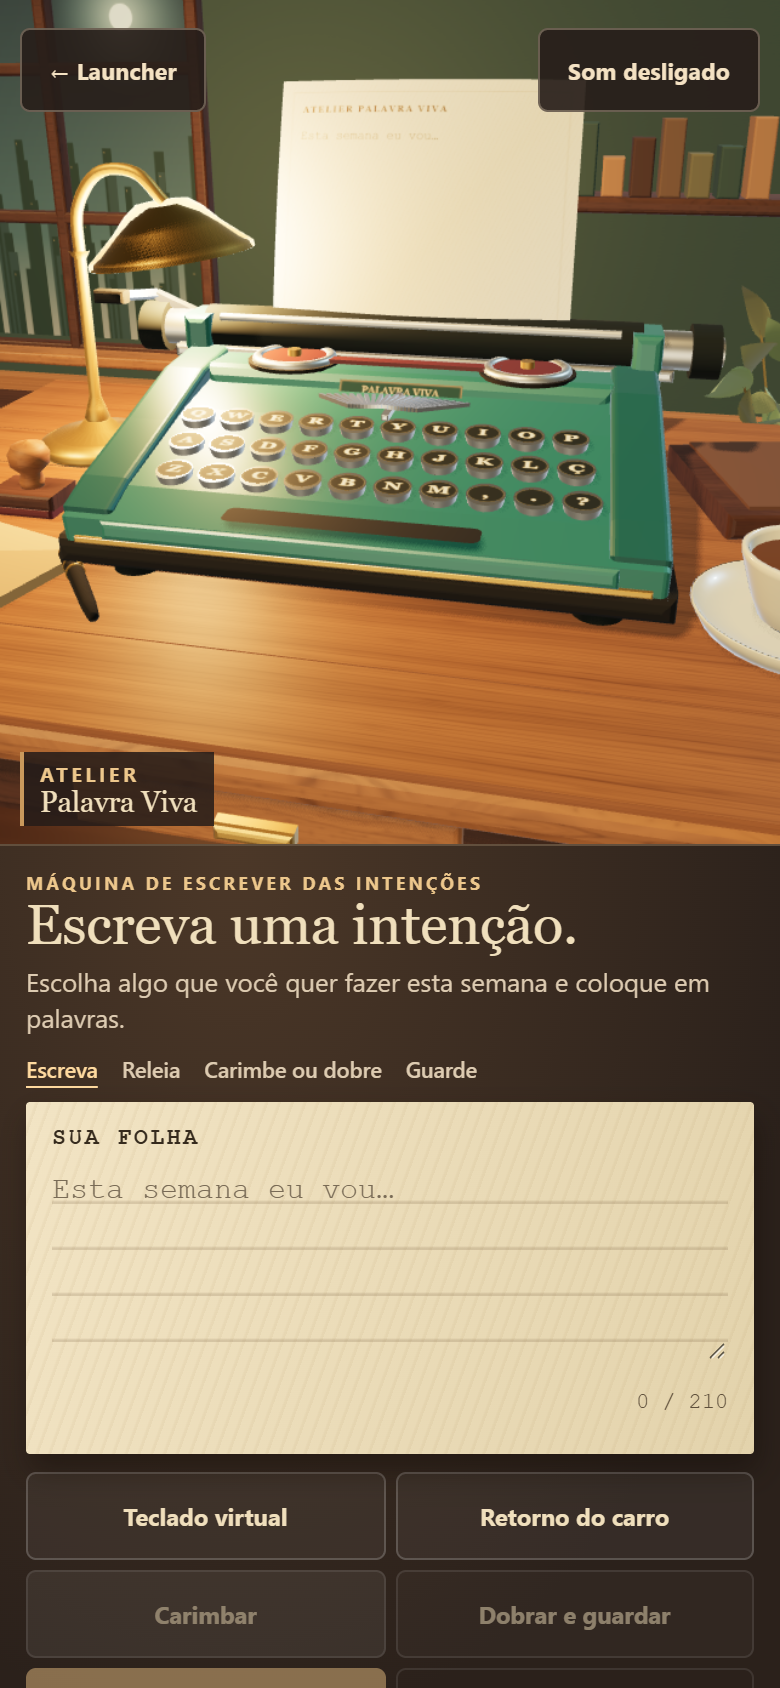 ← Launcher
Som desligado
ATELIER PALAVRA VIVA
Esta semana eu vou…
PALAVRA VIVA
Q W E R T Y U I O P
A S D F G H J K L Ç
Z X C V B N M , . ?
ATELIER
Palavra Viva
MÁQUINA DE ESCREVER DAS INTENÇÕES
Escreva uma intenção.
Escolha algo que você quer fazer esta semana e coloque em
palavras.
Escreva Releia Carimbe ou dobre Guarde
SUA FOLHA
Esta semana eu vou…
0 / 210
Teclado virtual Retorno do carro
Carimbar Dobrar e guardar